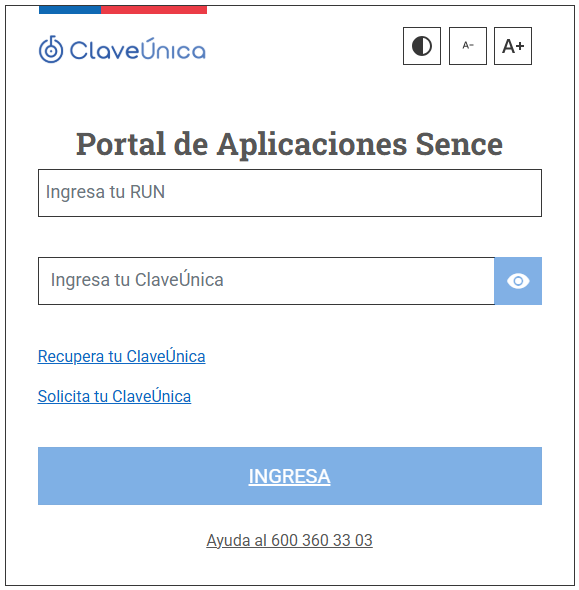 ClaveÚnica
A-
A+
Portal de Aplicaciones Sence
Ingresa tu RUN
Ingresa tu ClaveÚnica
Recupera tu ClaveÚnica
Solicita tu ClaveÚnica
INGRESA
Ayuda al 600 360 33 03